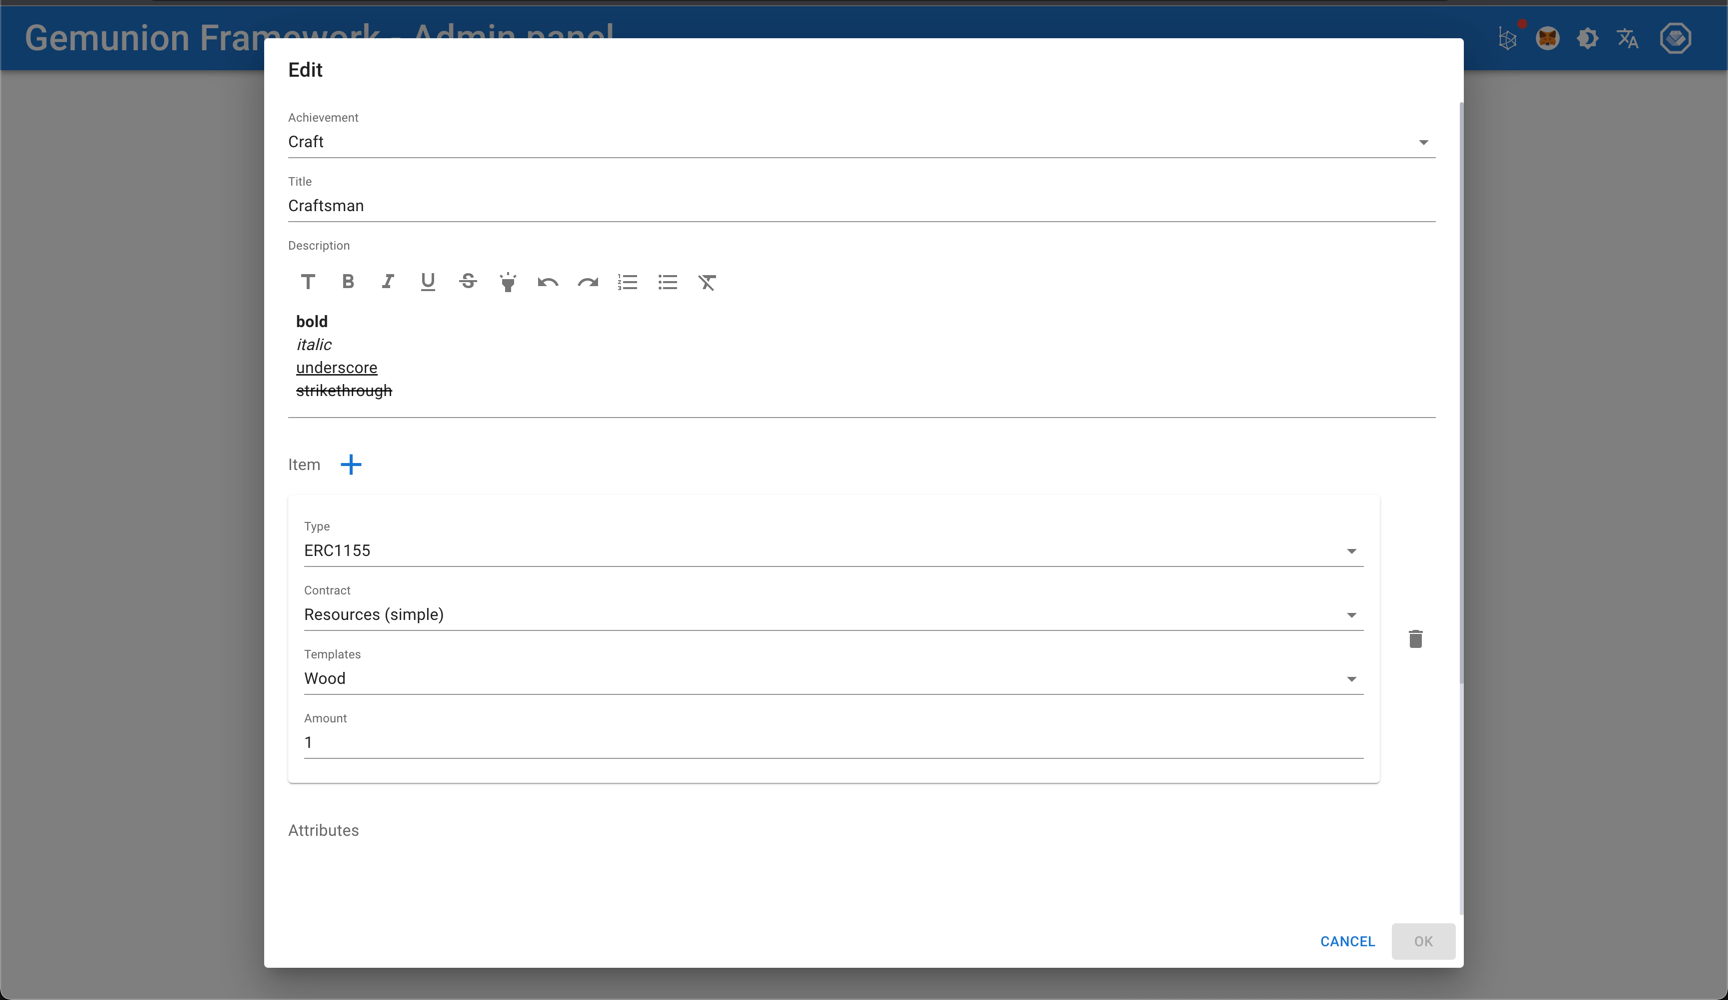 Gemunion Framework - Admin panel
Edit
Achievement
Craft
Title
Craftsman
Description
bold
italic
underscore
strikethrough
Item
Type
ERC1155
Contract
Resources (simple)
Templates
Wood
Amount
1
Attributes
CANCEL
OK